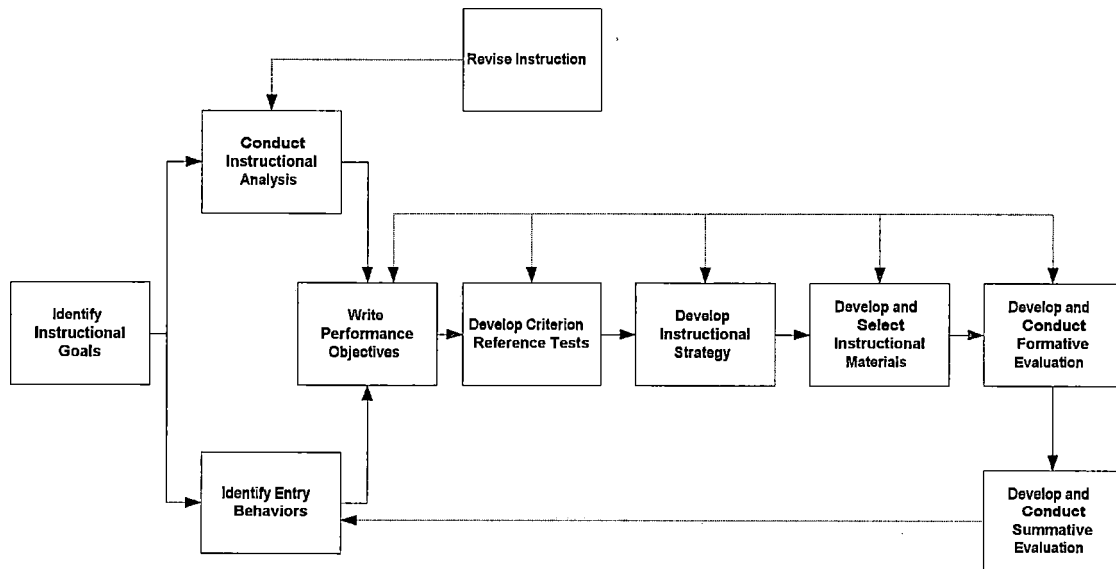 Revise Instruction
Conduct
Instructional
Analysis
Identify
Instructional
Goals
Write
Performance
Objectives
Develop Criterion
Reference Tests
Develop
Instructional
Strategy
Develop and
Select
Instructional
Materials
Develop and
Conduct
Formative
Evaluation
Identify Entry
Behaviors
Develop and
Conduct
Summative
Evaluation